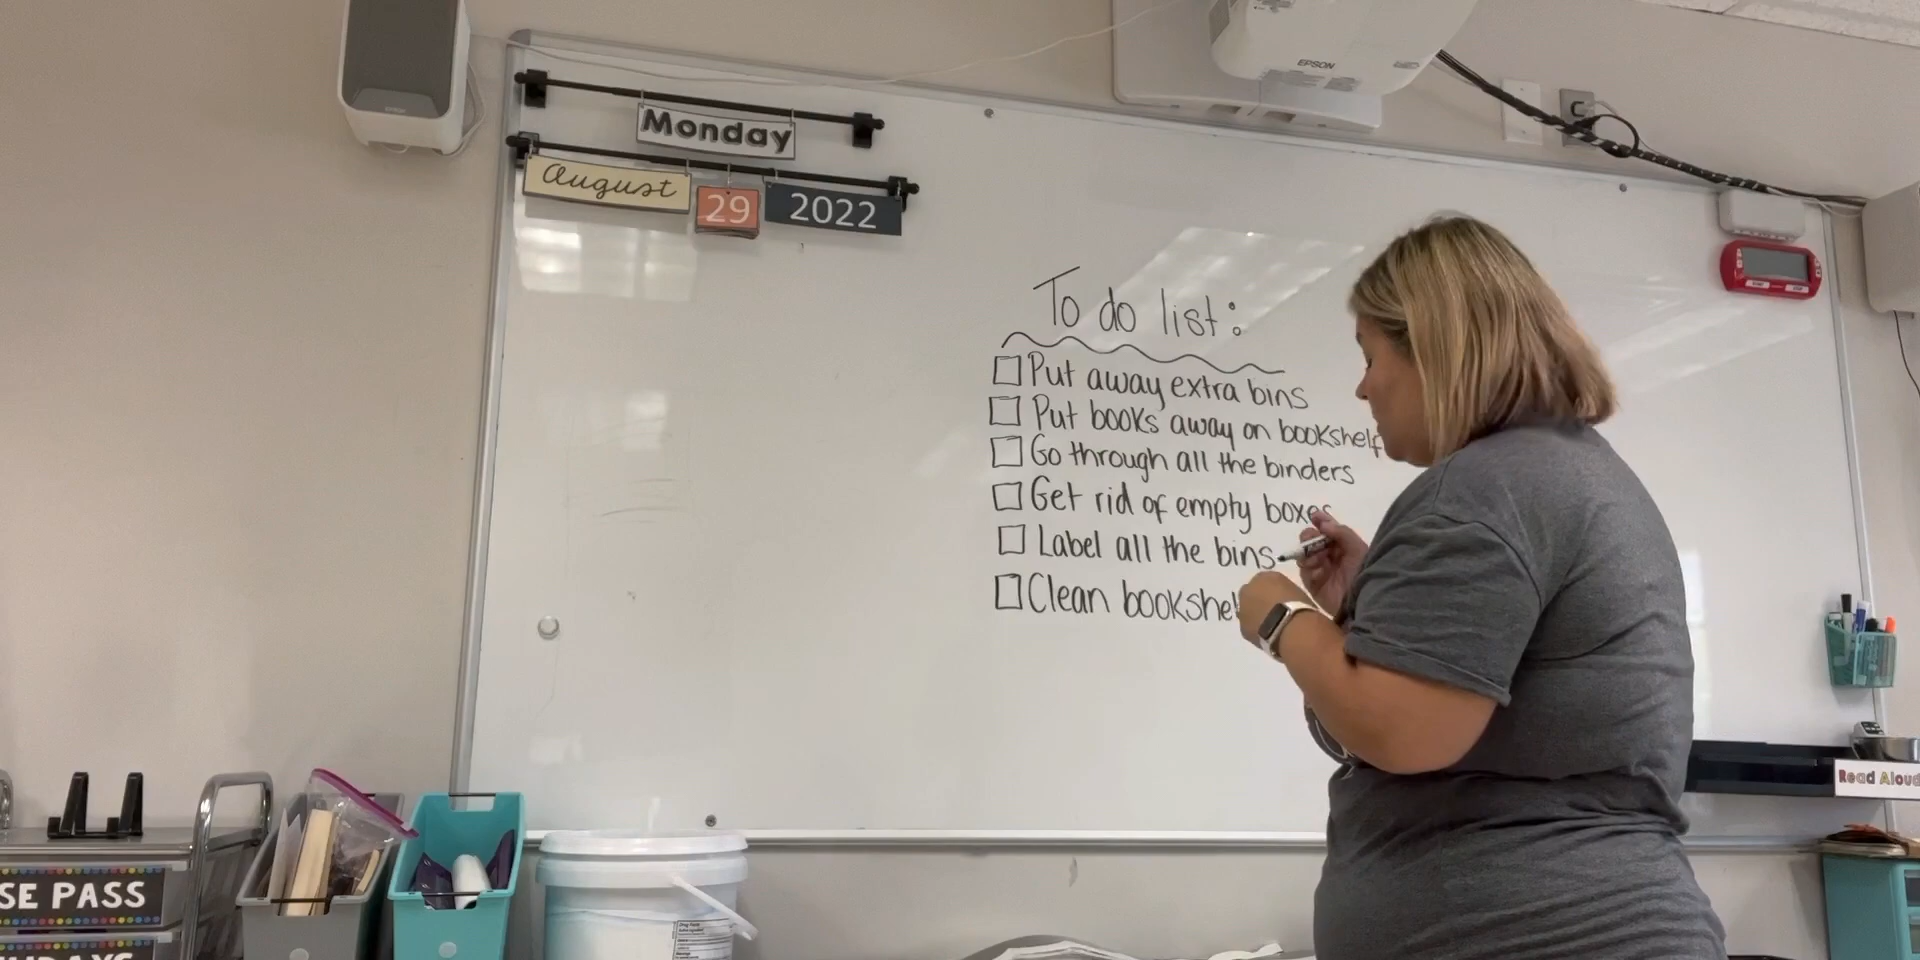 EPSON
Monday
August 29 2022
To do list:
Put away extra bins
Put books away on bookshelf
Go through all the binders
Get rid of empty boxes
Label all the bins
Clean bookshel
Read Aloud
SE PASS